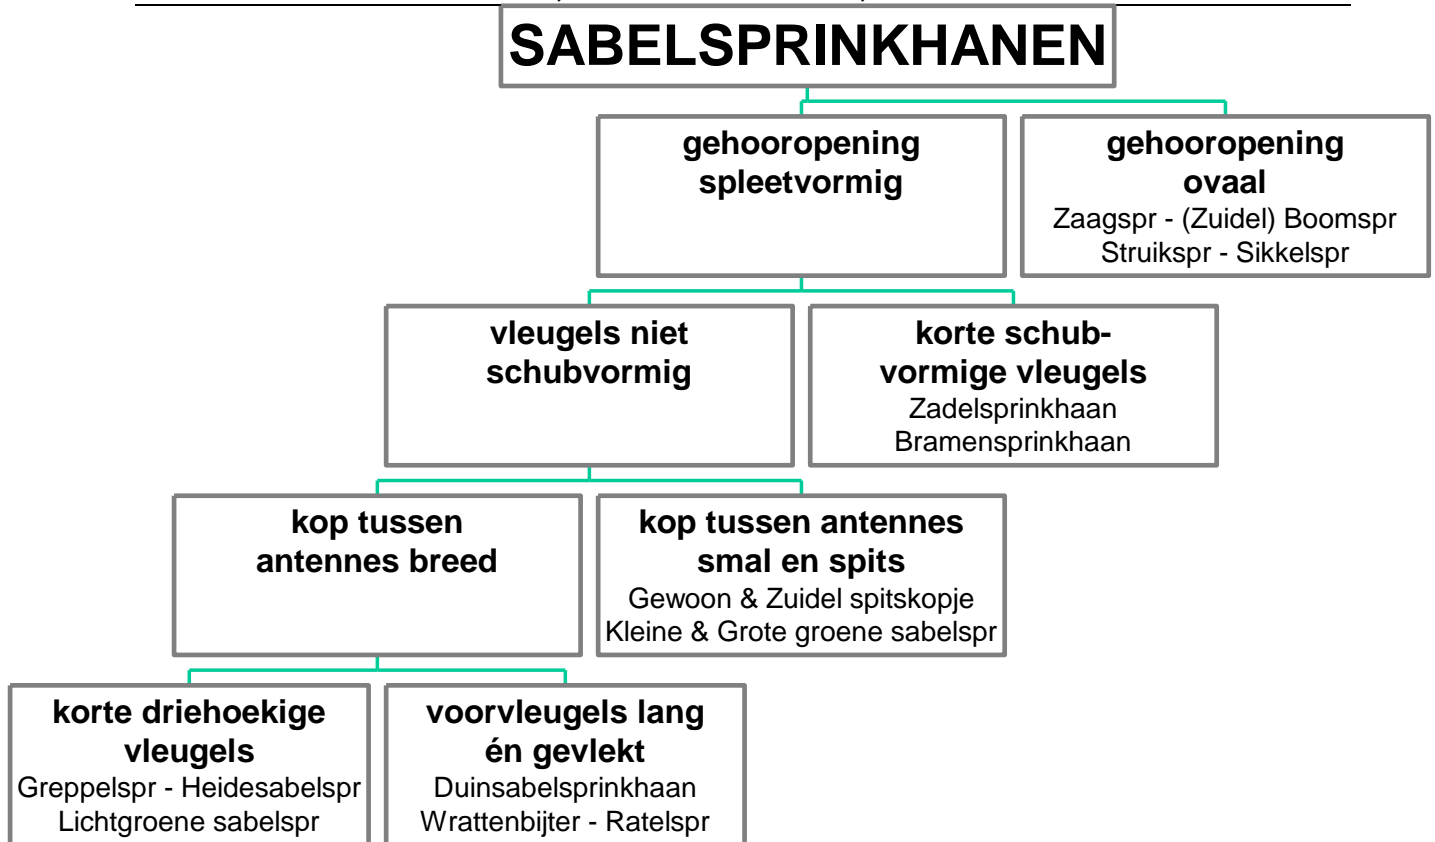 SABELSPRINKHANEN
gehooropening
spleetvormig
gehooropening
ovaal
Zaagspr - (Zuidel) Boomspr
Struikspr - Sikkelspr
vleugels niet
schubvormig
korte schub-
vormige vleugels
Zadelsprinkhaan
Bramensprinkhaan
kop tussen
antennes breed
kop tussen antennes
smal en spits
Gewoon & Zuidel spitskopje
Kleine & Grote groene sabelspr
korte driehoekige
vleugels
Greppelspr - Heidesabelspr
Lichtgroene sabelspr
voorvleugels lang
én gevlekt
Duinsabelsprinkhaan
Wrattenbijter - Ratelspr